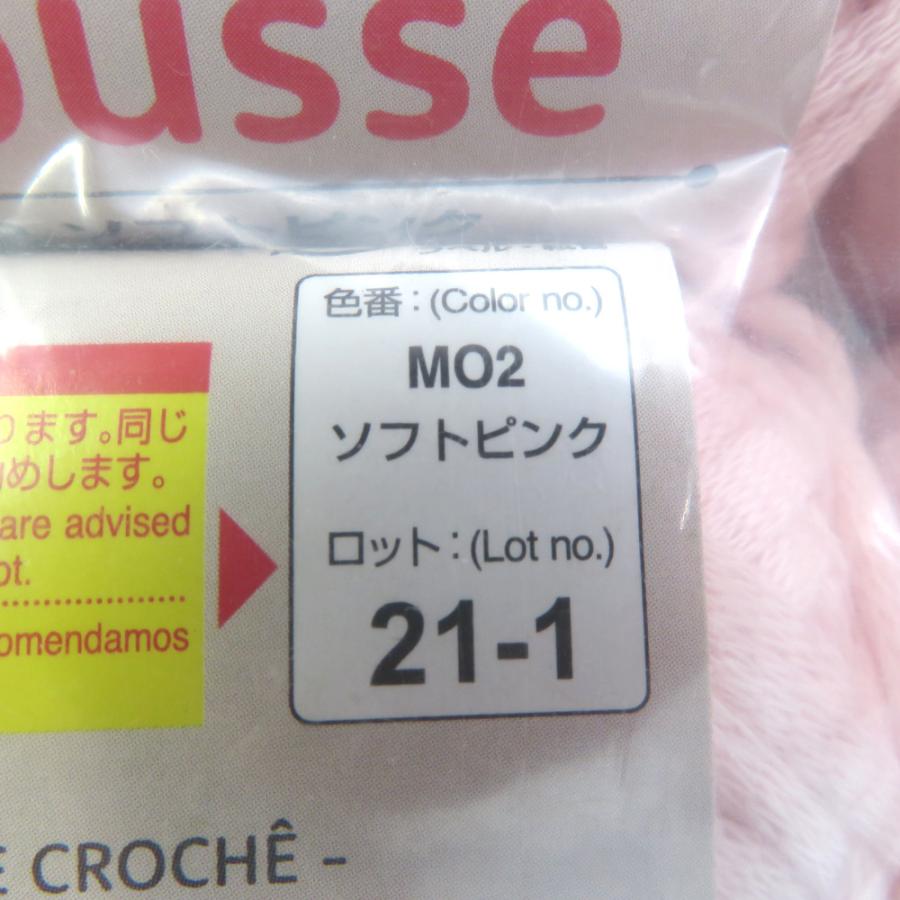 ousse
色番:(Color no.)
MO2
ソフトピンク
ロット:(Lot no.)
21-1
ります。同じ
めします。
are advised
ot.
comendamos
E CROCHÊ -